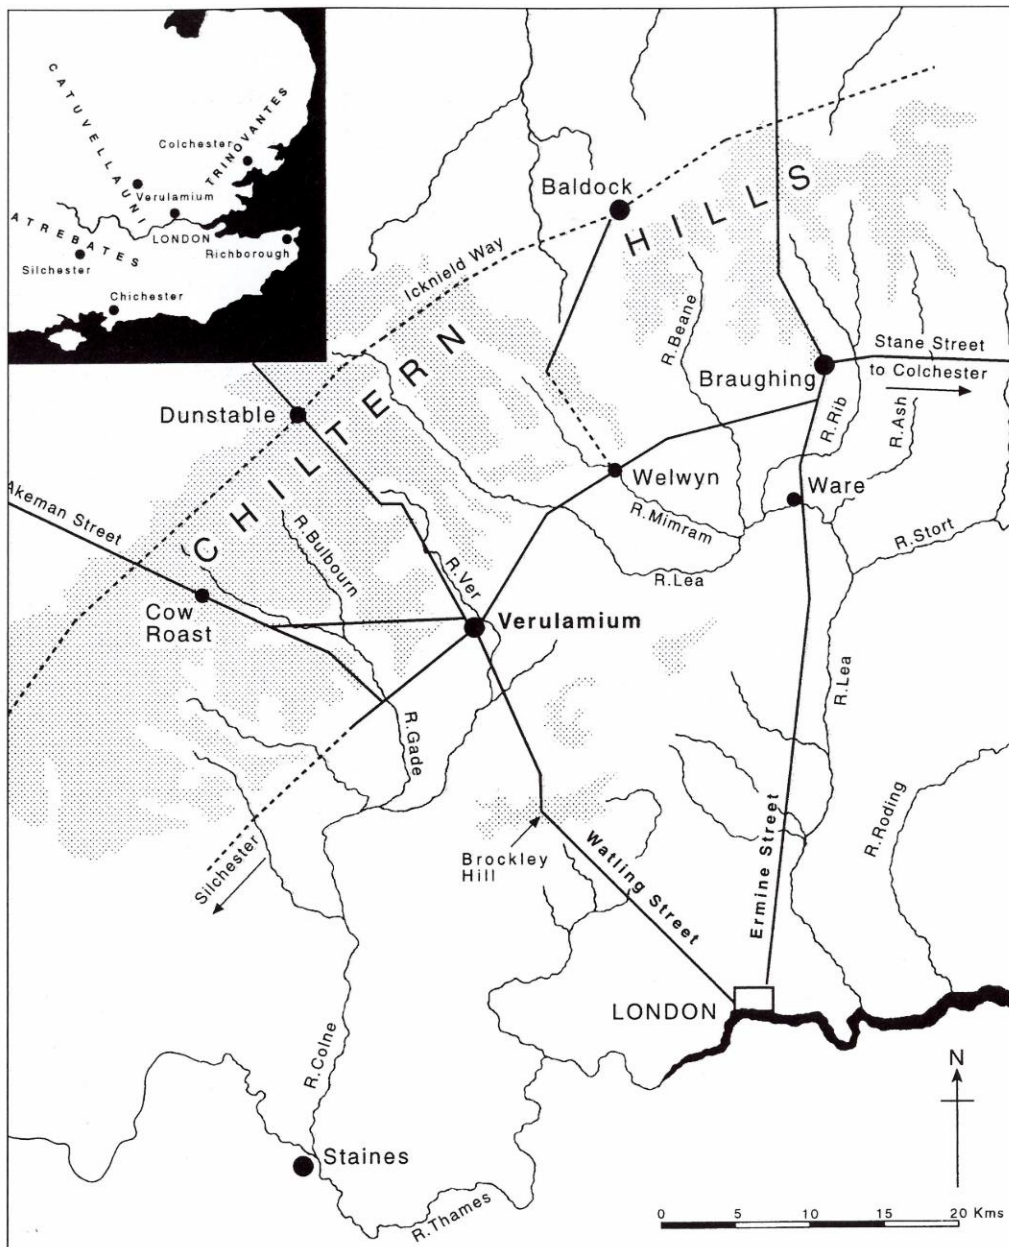 CATUVELLAUNI
TRINOVANTES
Colchester
Verulamium
ATREBATES
LONDON
Richborough
Silchester
Chichester
Baldock
HILLS
Icknield Way
R.Beane
Stane Street
to Colchester
Braughing
CHILTERN
Dunstable
R.Rib
R.Ash
Welwyn
Ware
Akeman Street
R.Bulbourn
R.Mimram
R.Stort
R.Ver
R.Lea
Cow
Roast
Verulamium
R.Lea
R.Gade
R.Roding
Silchester
Brockley
Hill
Watling Street
Ermine Street
LONDON
R.Colne
N
Staines
R.Thames
0 5 10 15 20 Kms